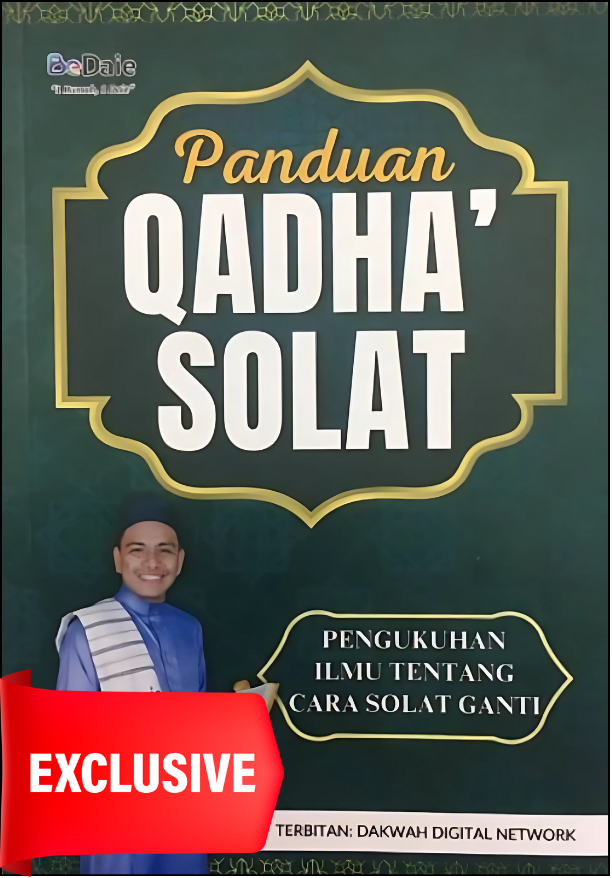 BeDaie
Panduan
QADHA'
SOLAT
PENGUKUHAN
ILMU TENTANG
CARA SOLAT GANTI
EXCLUSIVE
TERBITAN: DAKWAH DIGITAL NETWORK